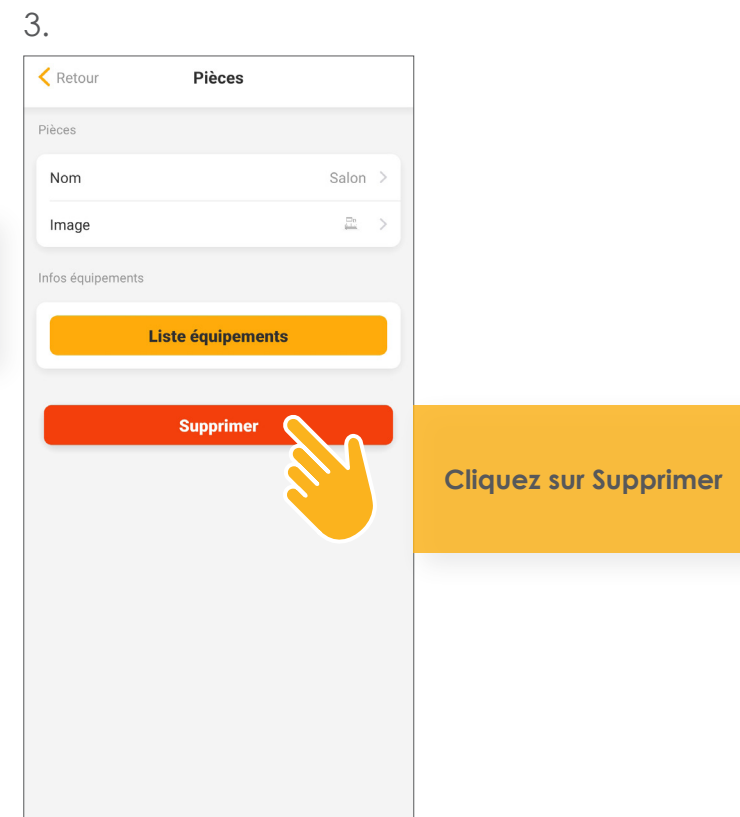 3.
Retour Pièces
Pièces
Nom Salon
Image
Infos équipements
Liste équipements
Supprimer
Cliquez sur Supprimer